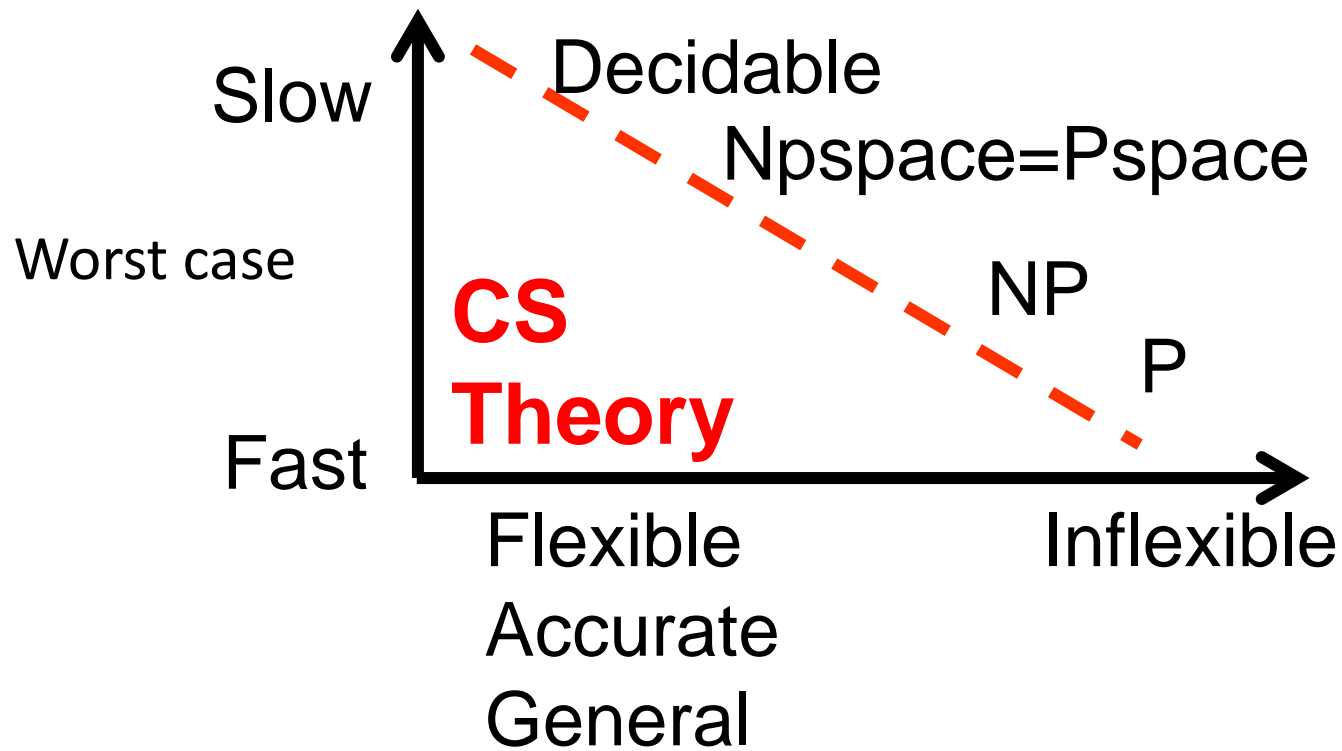 Decidable
Slow
Npspace=Pspace
Worst case
NP
CS
Theory
P
Fast
Flexible
Inflexible
Accurate
General